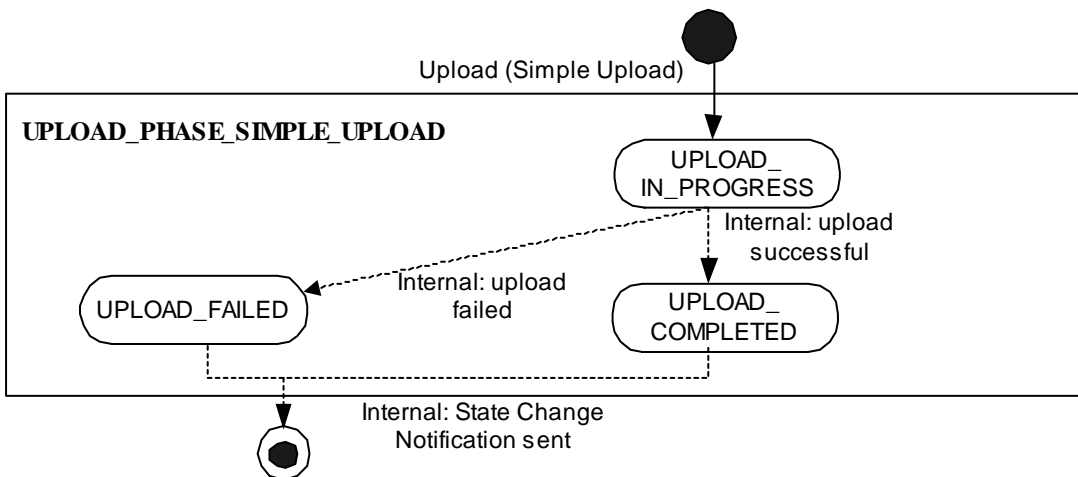 Upload (Simple Upload)
UPLOAD_PHASE_SIMPLE_UPLOAD
UPLOAD_
IN_PROGRESS
Internal: upload
successful
Internal: upload
failed
UPLOAD_FAILED
UPLOAD_
COMPLETED
Internal: State Change
Notification sent